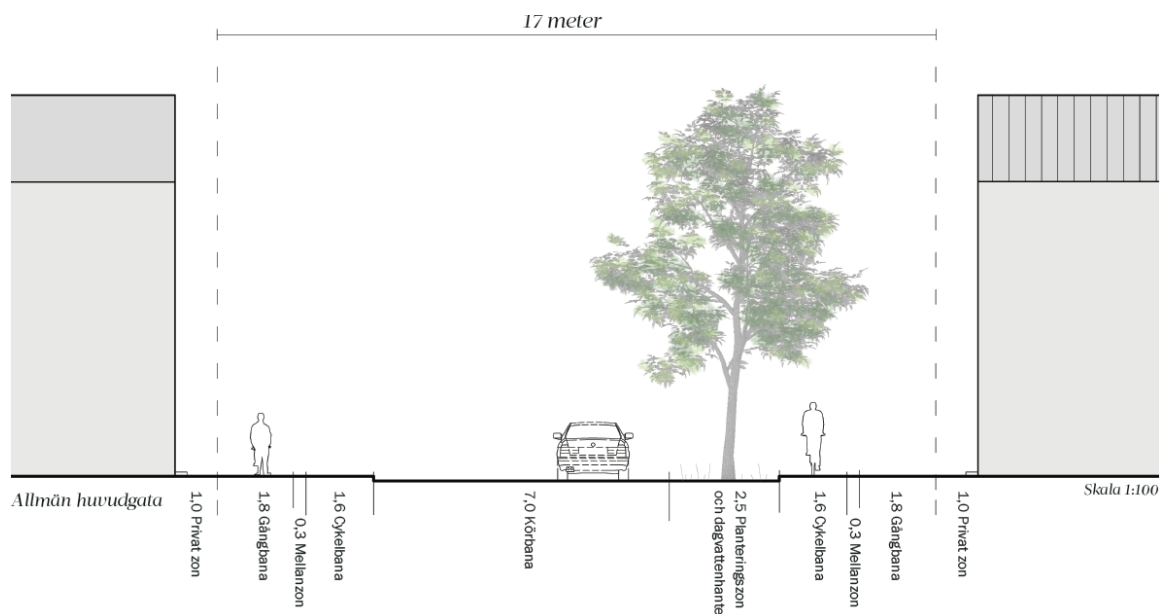 17 meter
Allmän huvudgata
Skala 1:100
1,0 Privat zon
1,8 Gångbana
0,3 Mellanzon
1,6 Cykelbana
7,0 Körbana
2,5 Planteringszon
och dagvattenhante
1,6 Cykelbana
0,3 Mellanzon
1,8 Gångbana
1,0 Privat zon